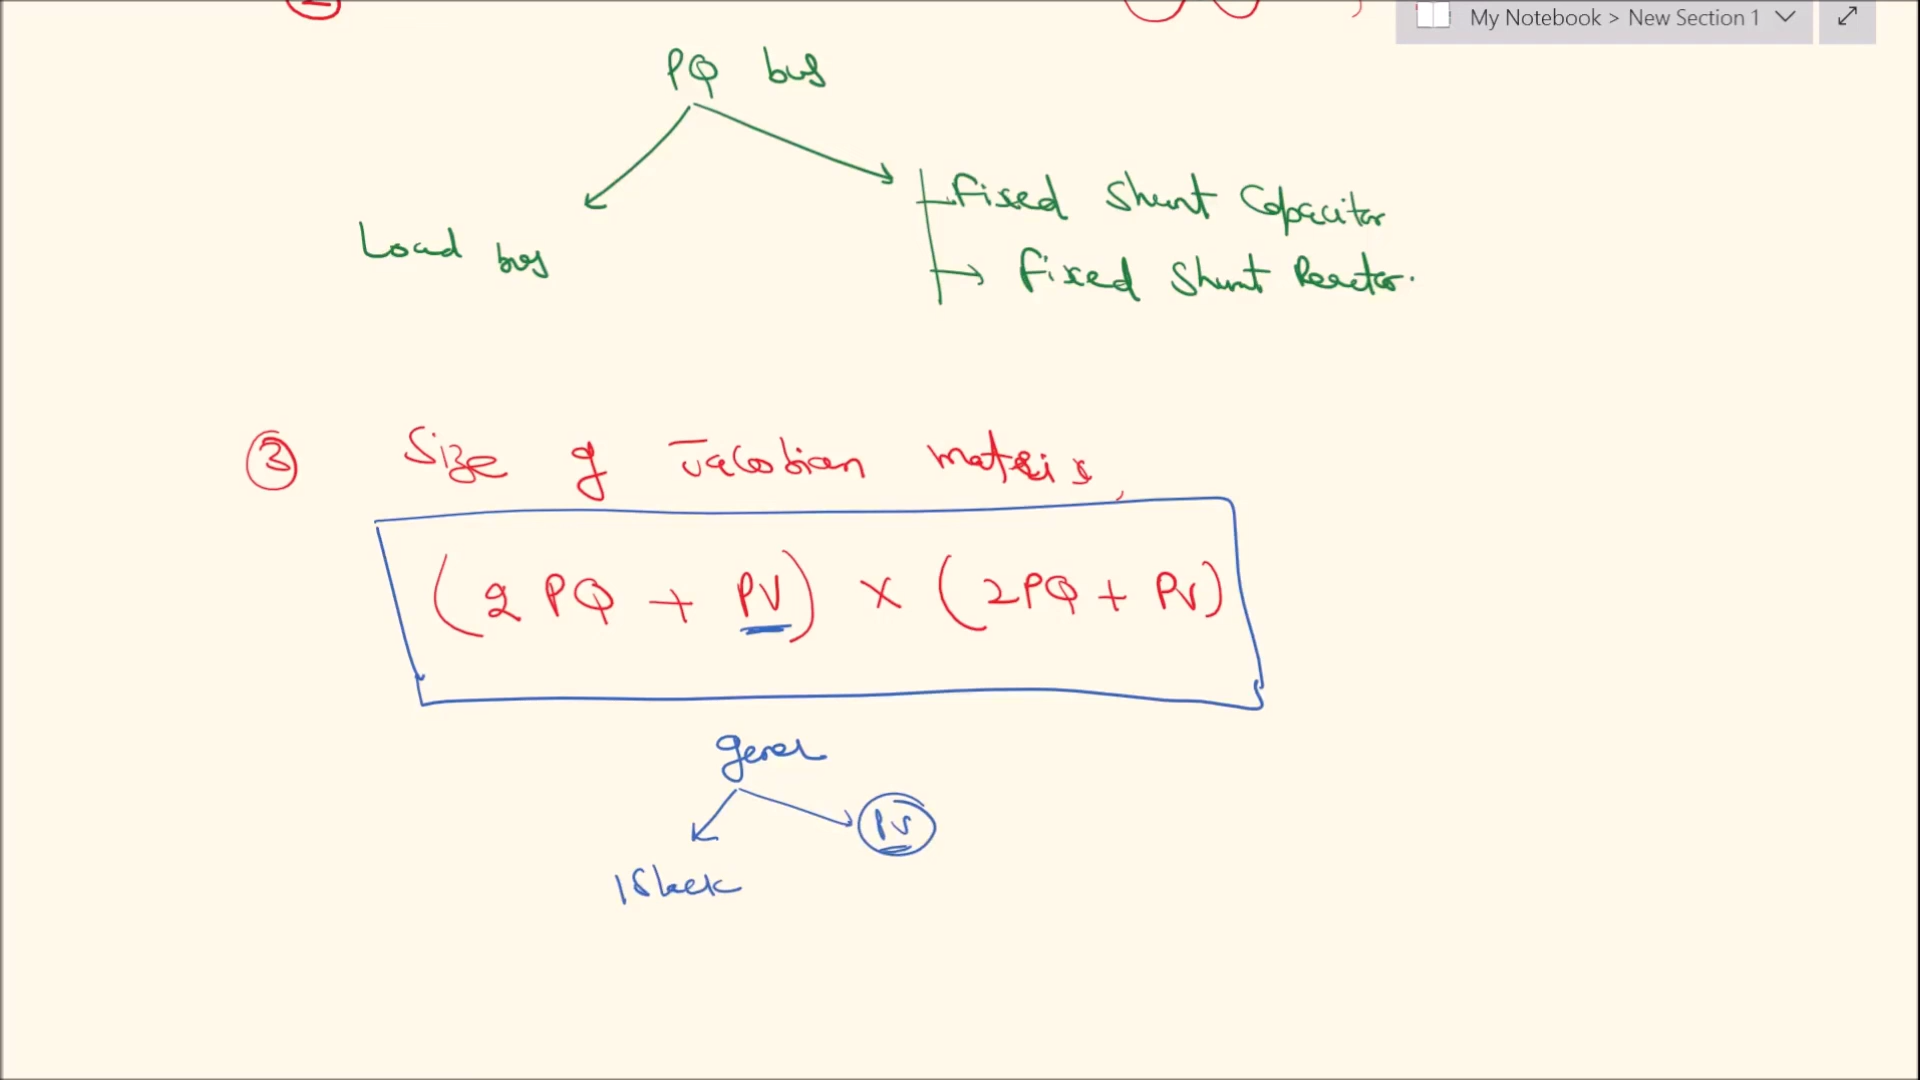 My Notebook > New Section 1
PQ bus
Load bus
Fixed Shunt Capacitor
Fixed Shunt Reactor.
③ Size of Jacobian matrix,
(2 PQ + PV) × (2PQ + PV)
PV
1 Slack